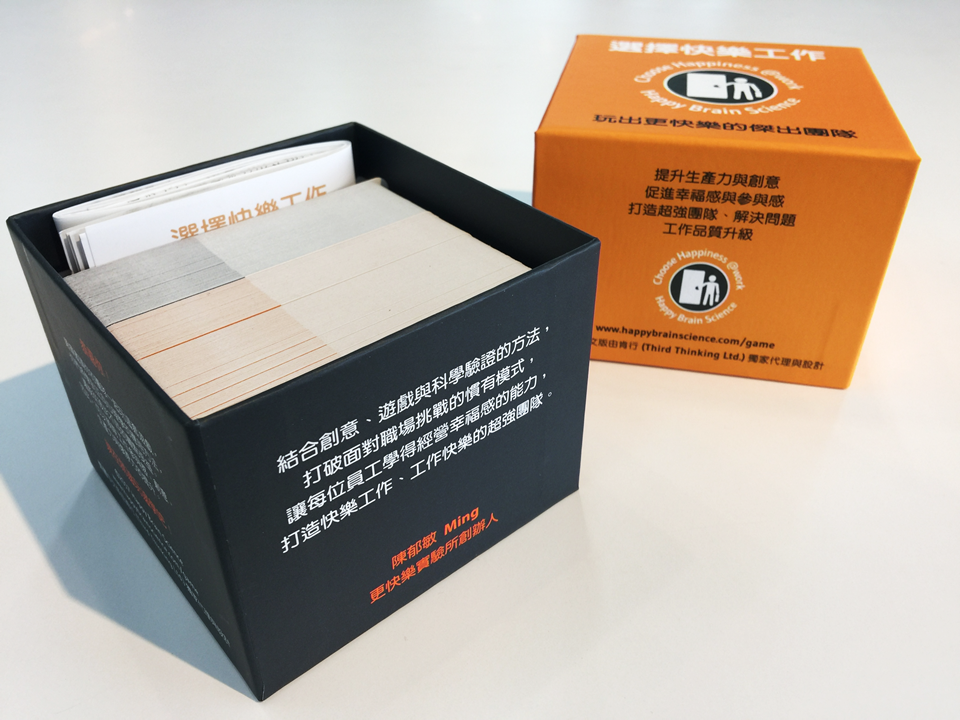 選擇快樂工作
Choose Happiness @work
Happy Brain Science
玩出更快樂的傑出團隊
提升生產力與創意
促進幸福感與參與感
打造超強團隊、解決問題
工作品質升級
Choose Happiness @work
Happy Brain Science
www.happybrainscience.com/game
文版由肯行 (Third Thinking Ltd.) 獨家代理與設計
選擇快樂工作
結合創意、遊戲與科學驗證的方法，
打破面對職場挑戰的慣有模式，
讓每位員工學得經營幸福感的能力，
打造快樂工作、工作快樂的超強團隊。
陳郁敏 Ming
更快樂實驗所創辦人